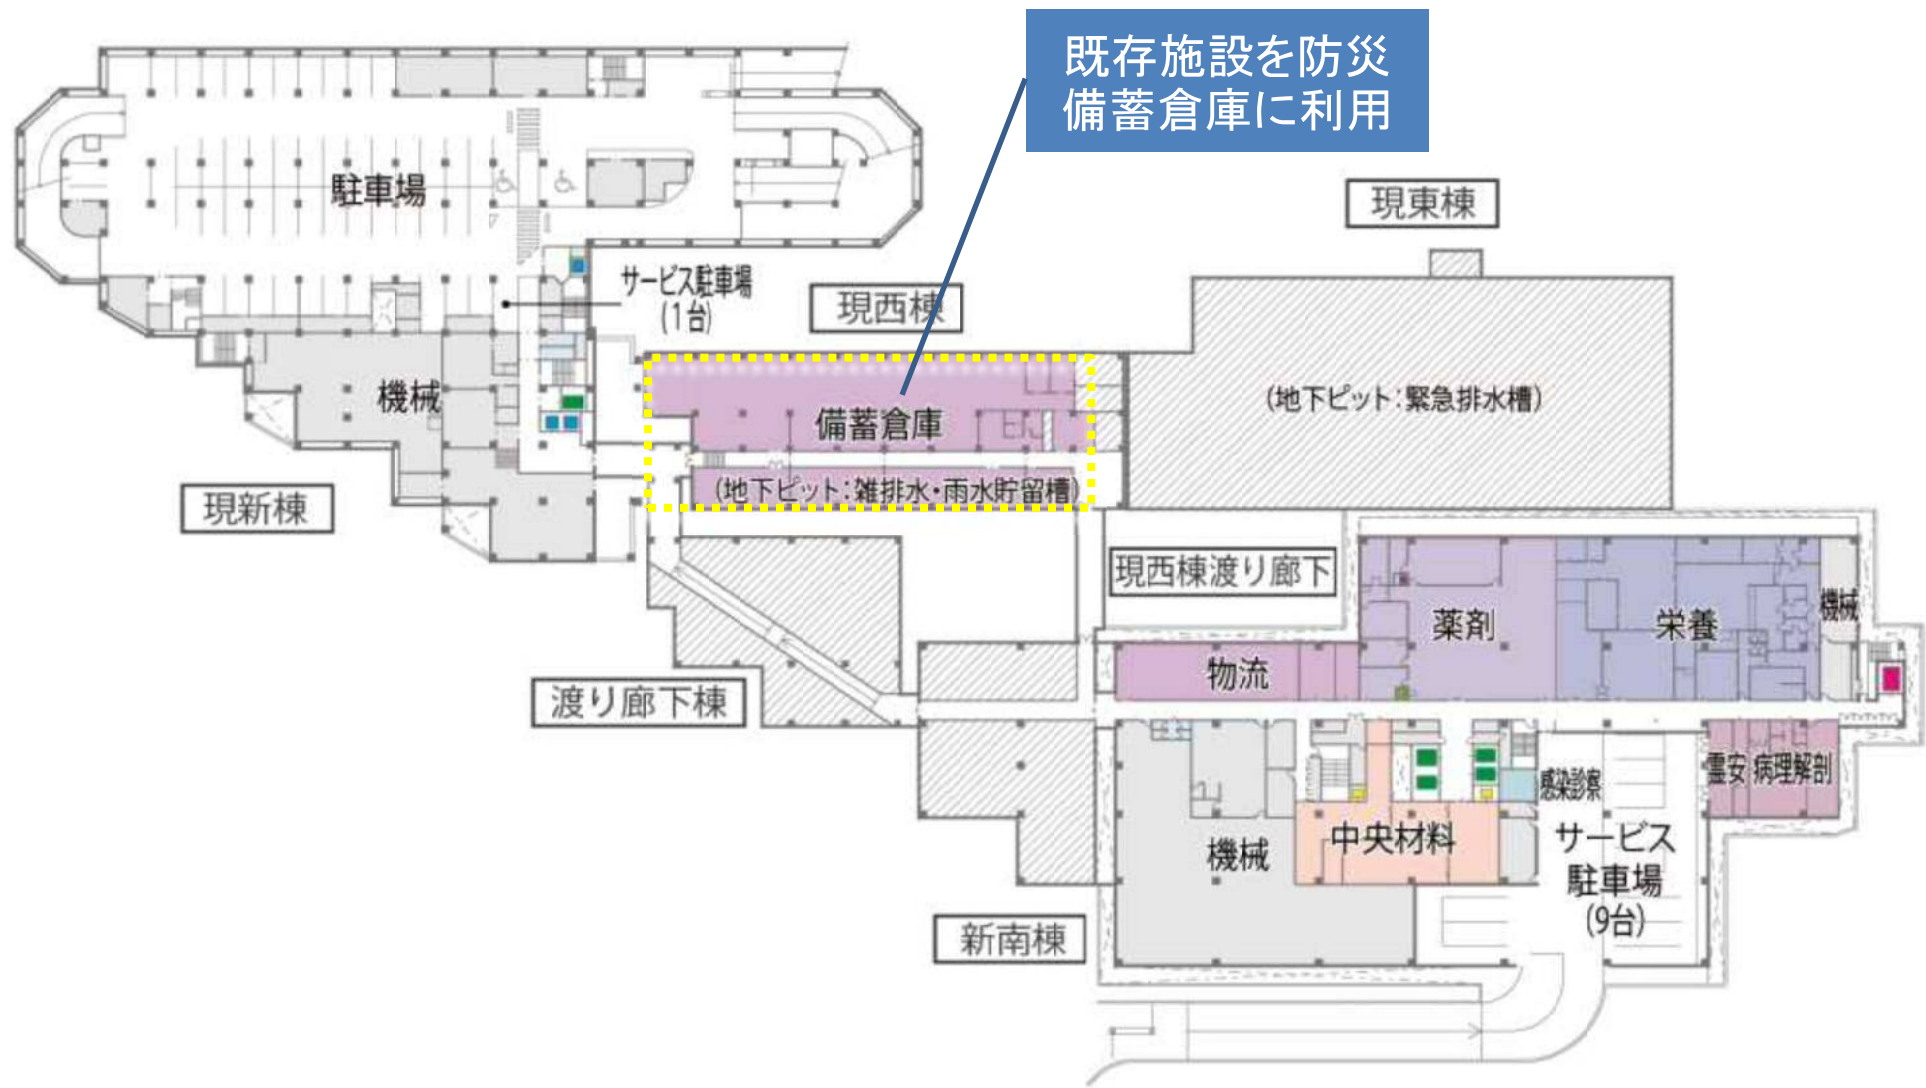 既存施設を防災
備蓄倉庫に利用
駐車場
現東棟
サービス駐車場
(1台)
現西棟
機械
備蓄倉庫
(地下ピット:緊急排水槽)
(地下ピット:雑排水・雨水貯留槽)
現新棟
現西棟渡り廊下
薬剤
栄養
機械
物流
渡り廊下棟
霊安
病理解剖
感染診察
中央材料
機械
サービス
駐車場
(9台)
新南棟